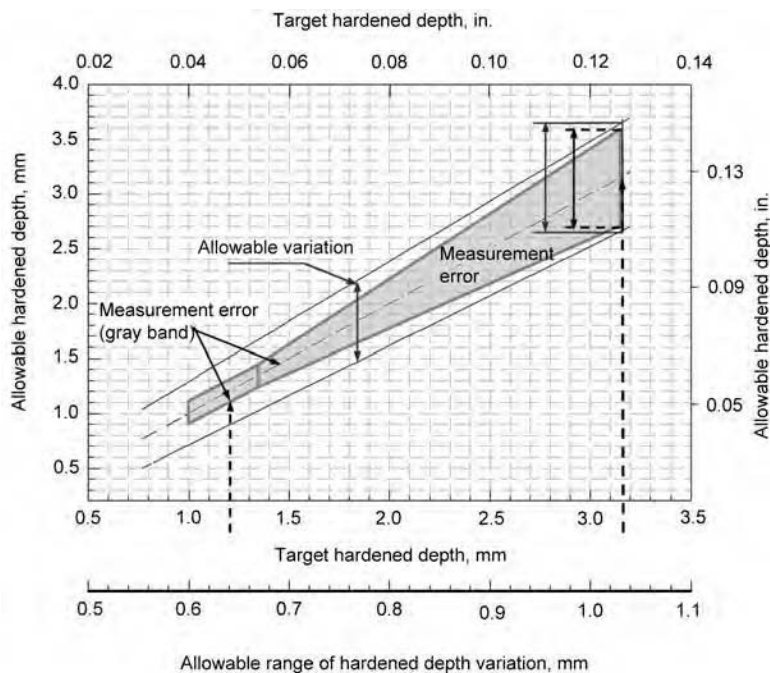 Target hardened depth, in.
0.02 0.04 0.06 0.08 0.10 0.12 0.14
4.0
3.5
3.0
2.5
2.0
1.5
1.0
0.5
Allowable hardened depth, mm
Allowable variation
Measurement error
(gray band)
Measurement
error
0.13
0.09
0.05
Allowable hardened depth, in.
0.5 1.0 1.5 2.0 2.5 3.0 3.5
Target hardened depth, mm
0.5 0.6 0.7 0.8 0.9 1.0 1.1
Allowable range of hardened depth variation, mm